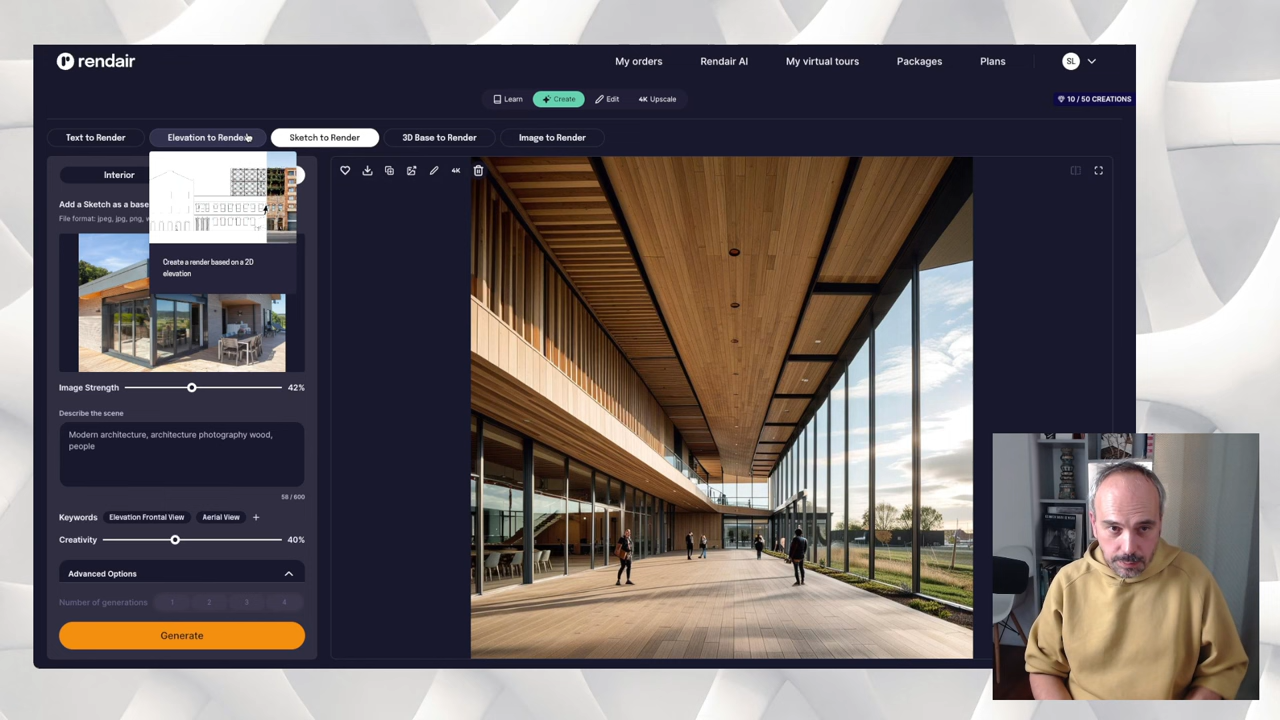 rendair
My orders
Rendair AI
My virtual tours
Packages
Plans
SL
Learn
Create
Edit
4K Upscale
10 / 50 CREATIONS
Text to Render
Elevation to Render
Sketch to Render
3D Base to Render
Image to Render
Interior
Add a Sketch as a base
File format: jpeg, jpg, png,
Create a render based on a 2D
elevation
4K
Image Strength
42%
Describe the scene
Modern architecture, architecture photography wood,
people
58 / 600
Keywords
Elevation Frontal View
Aerial View
+
Creativity
40%
Advanced Options
Number of generations
1
2
3
4
Generate